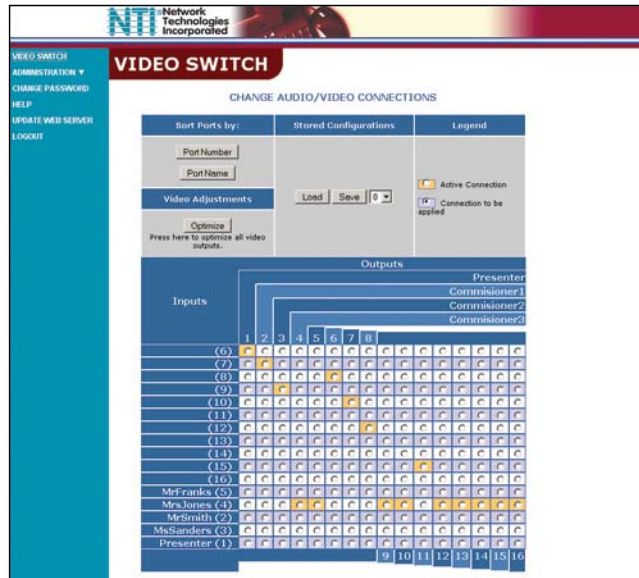 NTI Network
Technologies
Incorporated
VIDEO SWITCH
ADMINISTRATION ▼
CHANGE PASSWORD
HELP
UPDATE WEB SERVER
LOGOUT
VIDEO SWITCH
CHANGE AUDIO/VIDEO CONNECTIONS
Sort Ports by:
Stored Configurations
Legend
Port Number
Port Name
Video Adjustments
Optimize
Press here to optimize all video
outputs.
Load Save 0
Active Connection
Connection to be
applied
Outputs
Presenter
Commisioner1
Commisioner2
Commisioner3
Inputs
1 2 3 4 5 6 7 8
(6)
(7)
(8)
(9)
(10)
(11)
(12)
(13)
(14)
(15)
(16)
MrFranks (5)
MrsJones (4)
MrSmith (2)
MsSanders (3)
Presenter (1)
9 10 11 12 13 14 15 16